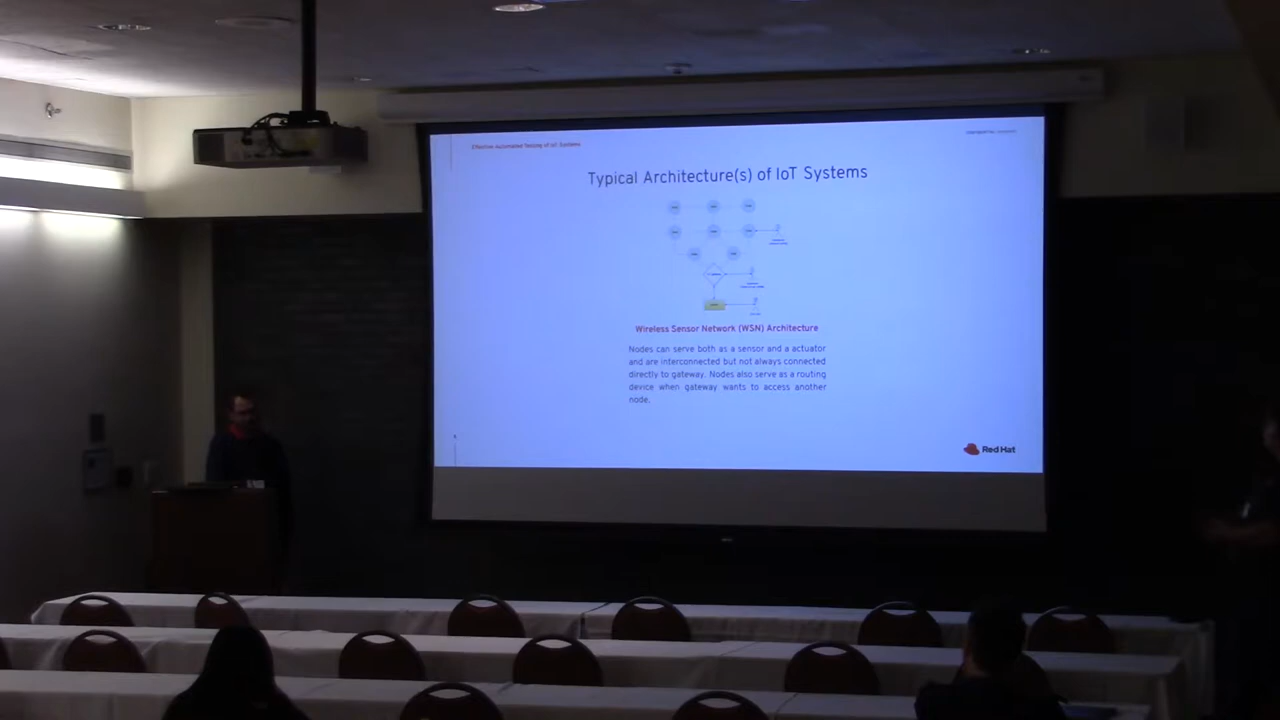 Effective Automated Testing of IoT Systems
Typical Architecture(s) of IoT Systems
Wireless Sensor Network (WSN) Architecture
Nodes can serve both as a sensor and a actuator
and are interconnected but not always connected
directly to gateway. Nodes also serve as a routing
device when gateway wants to access another
node.
Red Hat